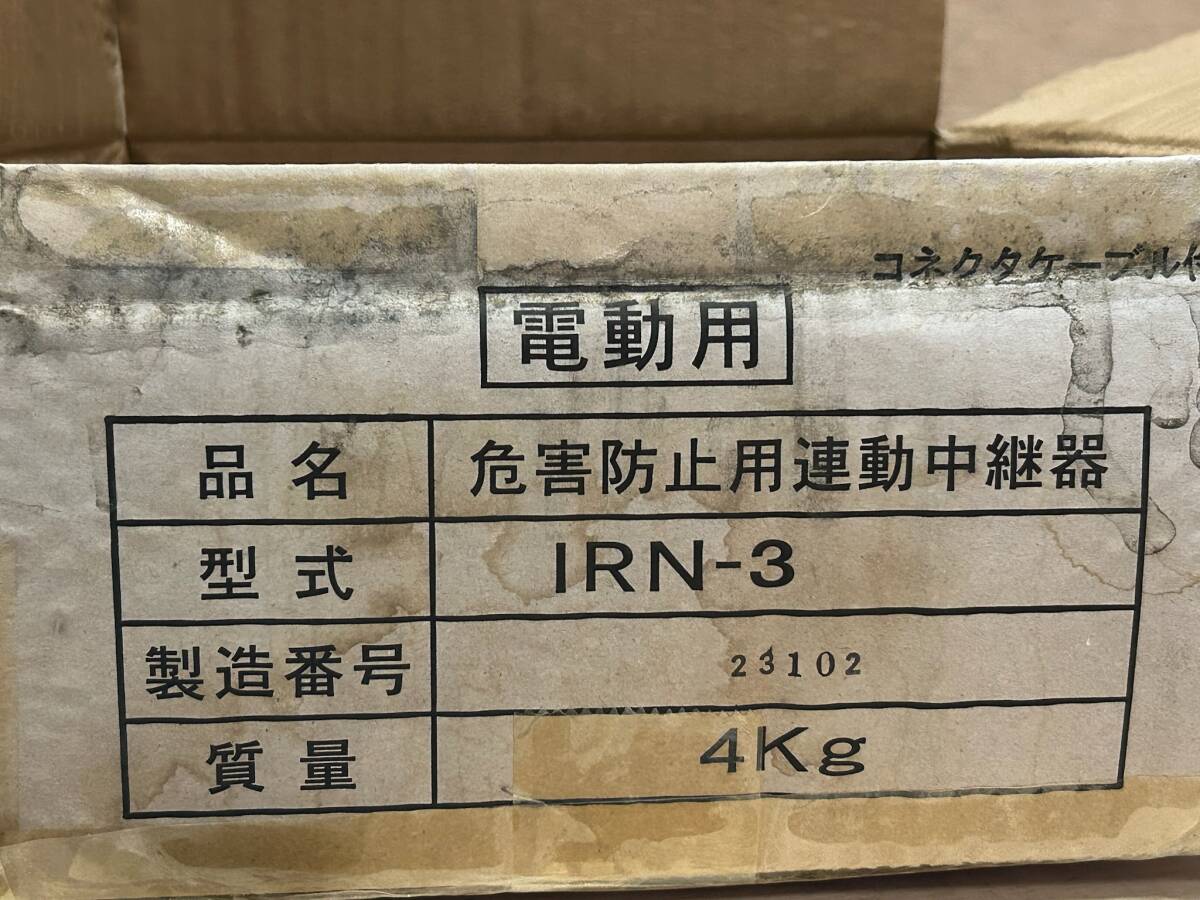 コネクタケーブル付
電動用
品名 危害防止用連動中継器
型式 IRN-3
製造番号 23102
質量 4Kg